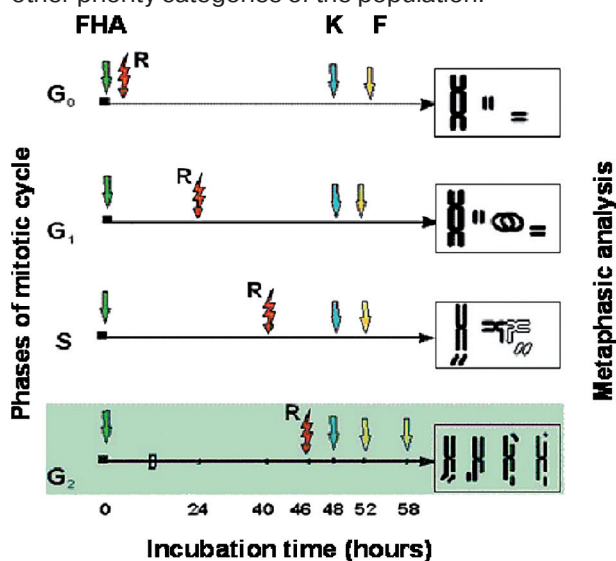 other priority categories of the population.
FHA K F
R
G0
R
G1
R
S
R
G2
0 24 40 46 48 52 58
Incubation time (hours)
Phases of mitotic cycle
Metaphasic analysis